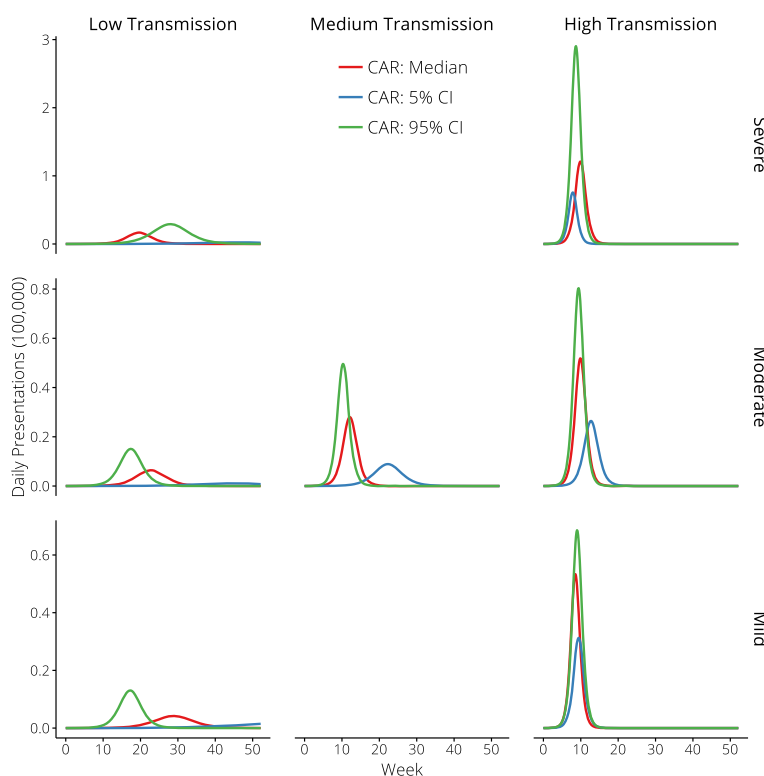 Low Transmission
Medium Transmission
High Transmission
CAR: Median
CAR: 5% CI
CAR: 95% CI
3
2
1
0
Severe
Daily Presentations (100,000)
0.8
0.6
0.4
0.2
0.0
Moderate
0.6
0.4
0.2
0.0
Mild
0 10 20 30 40 50
0 10 20 30 40 50
0 10 20 30 40 50
Week